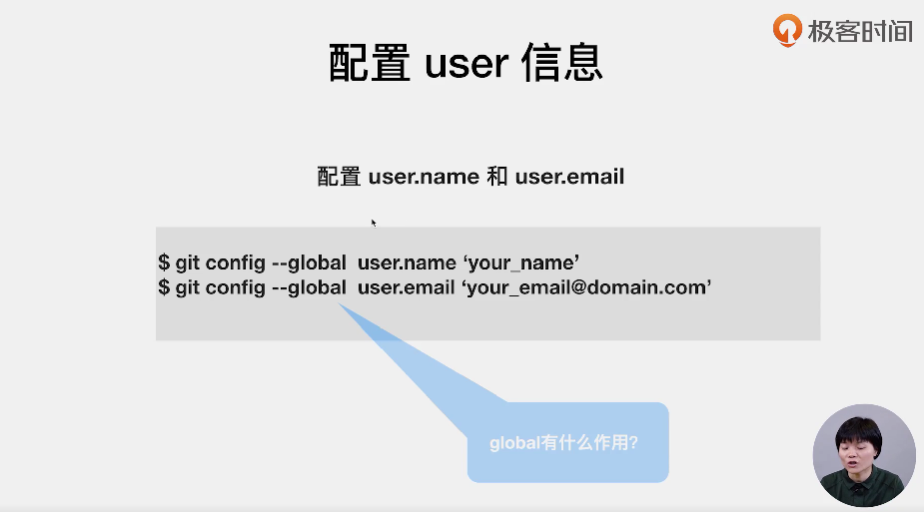 极客时间
配置 user 信息
配置 user.name 和 user.email
$ git config --global user.name ‘your_name’
$ git config --global user.email ‘your_email@domain.com’
global有什么作用?